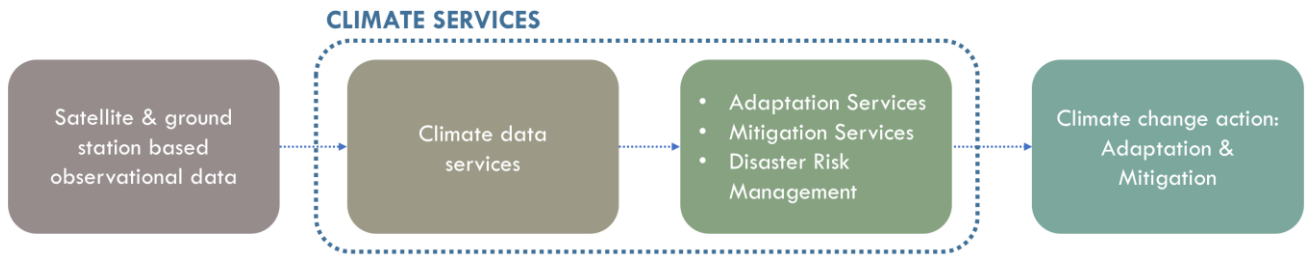 CLIMATE SERVICES
Satellite & ground
station based
observational data
Climate data
services
• Adaptation Services
• Mitigation Services
• Disaster Risk
Management
Climate change action:
Adaptation &
Mitigation